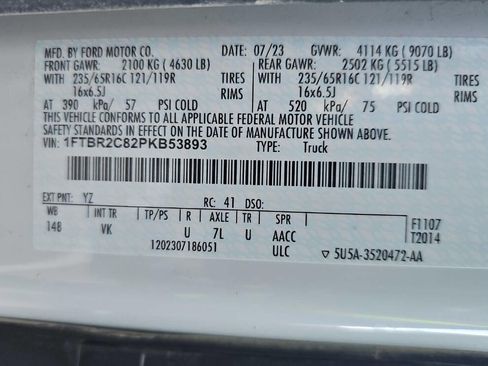 MFD. BY FORD MOTOR CO. DATE: 07/23 GVWR: 4114 KG (9070 LB)
FRONT GAWR: 2100 KG (4630 LB) REAR GAWR: 2502 KG (5515 LB)
WITH 235/65R16C 121/119R TIRES WITH 235/65R16C 121/119R TIRES
16x6.5J RIMS 16x6.5J RIMS
AT 390 kPa/ 57 PSI COLD AT 520 kPa/ 75 PSI COLD
THIS VEHICLE CONFORMS TO ALL APPLICABLE FEDERAL MOTOR VEHICLE
SAFETY STANDARDS IN EFFECT ON THE DATE OF MANUFACTURE SHOWN ABOVE.
VIN: 1FTBR2C82PKB53893 TYPE: Truck
EXT PNT: YZ RC: 41 DSO:
WB INT TR TP/PS R AXLE TR SPR F1107
148 VK U 7L U AACC T2014
1202307186051 ULC ▽ 5U5A-3520472-AA